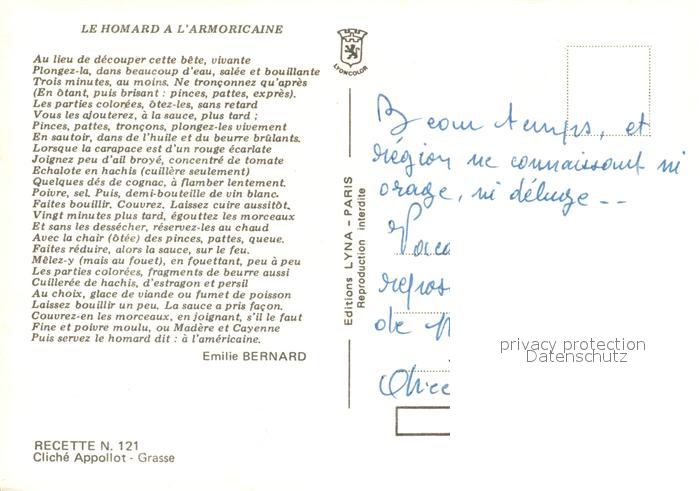 LE HOMARD A L'ARMORICAINE
Au lieu de découper cette bête, vivante
Plongez-la, dans beaucoup d'eau, salée et bouillante
Trois minutes, au moins. Ne tronçonnez qu'après
(En ôtant, puis brisant : pinces, pattes, exprès).
Les parties colorées, ôtez-les, sans retard
Vous les ajouterez, à la sauce, plus tard ;
Pinces, pattes, tronçons, plongez-les vivement
En sautoir, dans de l'huile et du beurre brûlants.
Lorsque la carapace est d'un rouge écarlate
Joignez peu d'ail broyé, concentré de tomate
Echalote en hachis (cuillère seulement)
Quelques dés de cognac, à flamber lentement.
Poivre, sel. Puis, demi-bouteille de vin blanc.
Faites bouillir. Couvrez. Laissez cuire aussitôt.
Vingt minutes plus tard, égouttez les morceaux
Et sans les dessécher, réservez-les au chaud
Avec la chair (ôtée) des pinces, pattes, queue.
Faites réduire, alors la sauce, sur le feu.
Mêlez-y (mais au fouet), en fouettant, peu à peu
Les parties colorées, fragments de beurre aussi
Cuillerée de hachis, d'estragon et persil
Au choix, glace de viande ou fumet de poisson
Laissez bouillir un peu. La sauce a pris façon.
Couvrez-en les morceaux, en joignant, s'il le faut
Fine et poivre moulu, ou Madère et Cayenne
Puis servez le homard dit : à l'américaine.
Emilie BERNARD
RECETTE N. 121
Cliché Appollot - Grasse
LYONCOLOR
Editions LYNA - PARIS
Reproduction interdite
Beau temps, et
région ne connaissant ni
orage, ni déluge --
repos
de
privacy protection
Datenschutz